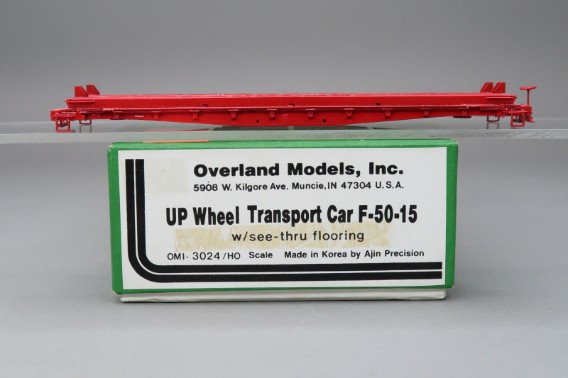 Overland Models, Inc.
5908 W. Kilgore Ave. Muncie, IN 47304 U.S.A.
UP Wheel Transport Car F-50-15
w/see-thru flooring
OMI-3024/HO Scale Made in Korea by Ajin Precision